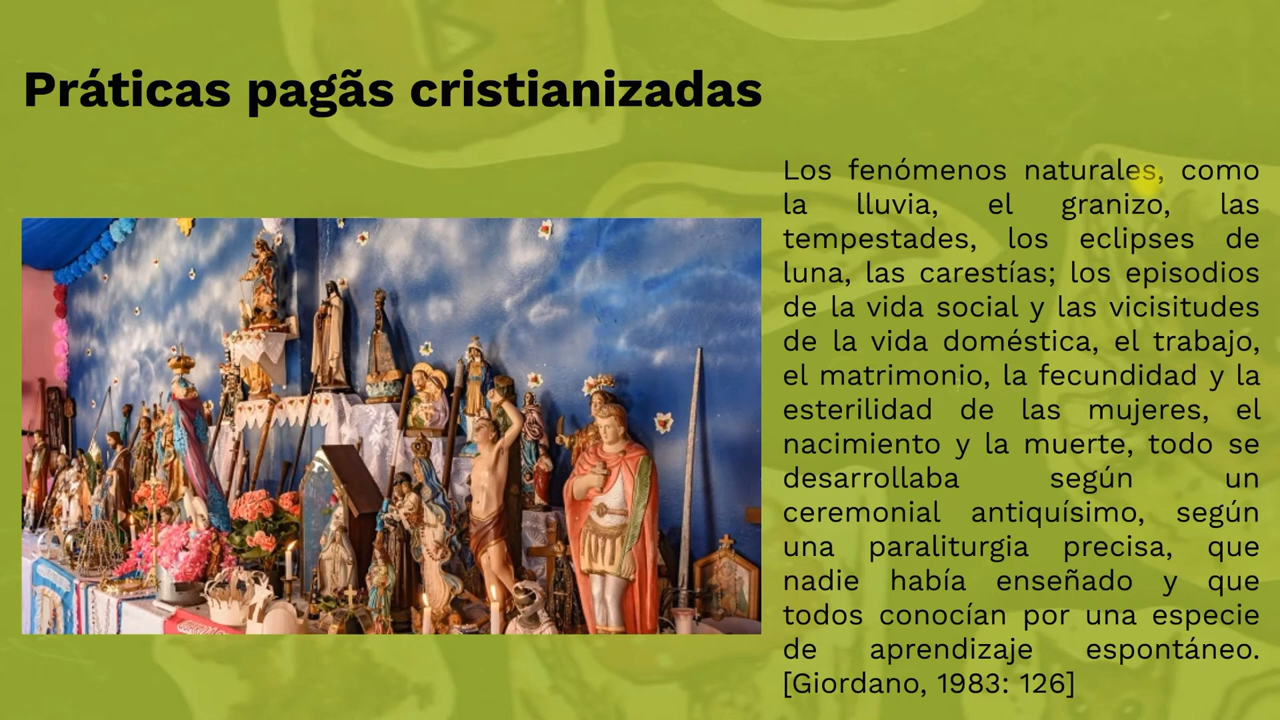 Práticas pagãs cristianizadas
Los fenómenos naturales, como
la lluvia, el granizo, las
tempestades, los eclipses de
luna, las carestías; los episodios
de la vida social y las vicisitudes
de la vida doméstica, el trabajo,
el matrimonio, la fecundidad y la
esterilidad de las mujeres, el
nacimiento y la muerte, todo se
desarrollaba según un
ceremonial antiquísimo, según
una paraliturgia precisa, que
nadie había enseñado y que
todos conocían por una especie
de aprendizaje espontáneo.
[Giordano, 1983: 126]